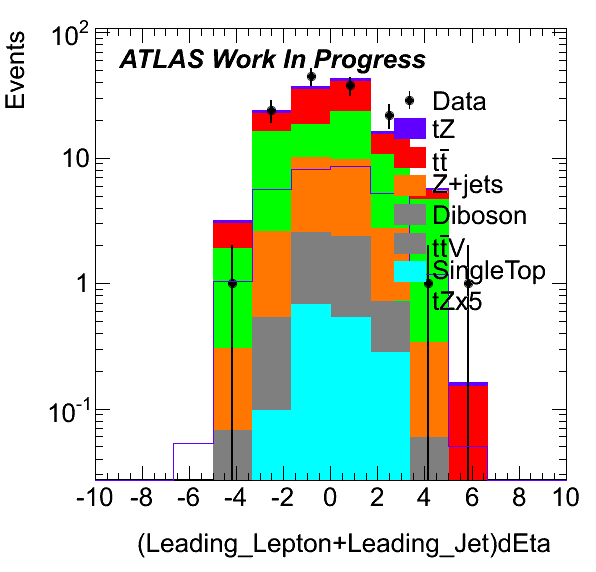 ATLAS Work In Progress
Events
10²
10
1
10⁻¹
Data
tZ
tt̄
Z+jets
Diboson
tt̄V
SingleTop
tZx5
-10 -8 -6 -4 -2 0 2 4 6 8 10
(Leading_Lepton+Leading_Jet)dEta